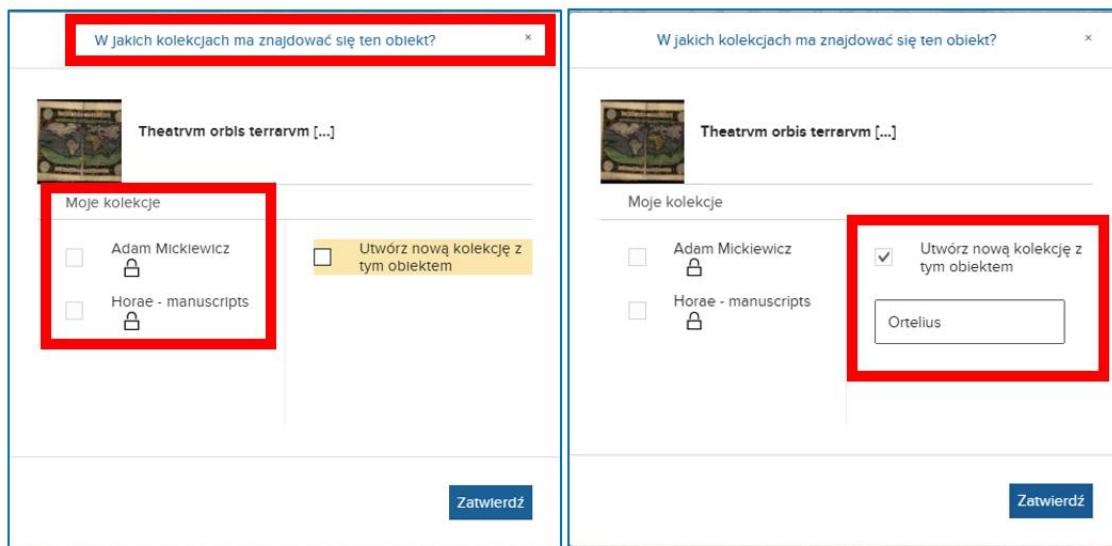 W jakich kolekcjach ma znajdować się ten obiekt? ×
Theatrvm orbis terrarvm [...]
Moje kolekcje
Adam Mickiewicz
Horae - manuscripts
Utwórz nową kolekcję z
tym obiektem
Zatwierdź
W jakich kolekcjach ma znajdować się ten obiekt? ×
Theatrvm orbis terrarvm [...]
Moje kolekcje
Adam Mickiewicz
Horae - manuscripts
Utwórz nową kolekcję z
tym obiektem
Ortelius
Zatwierdź